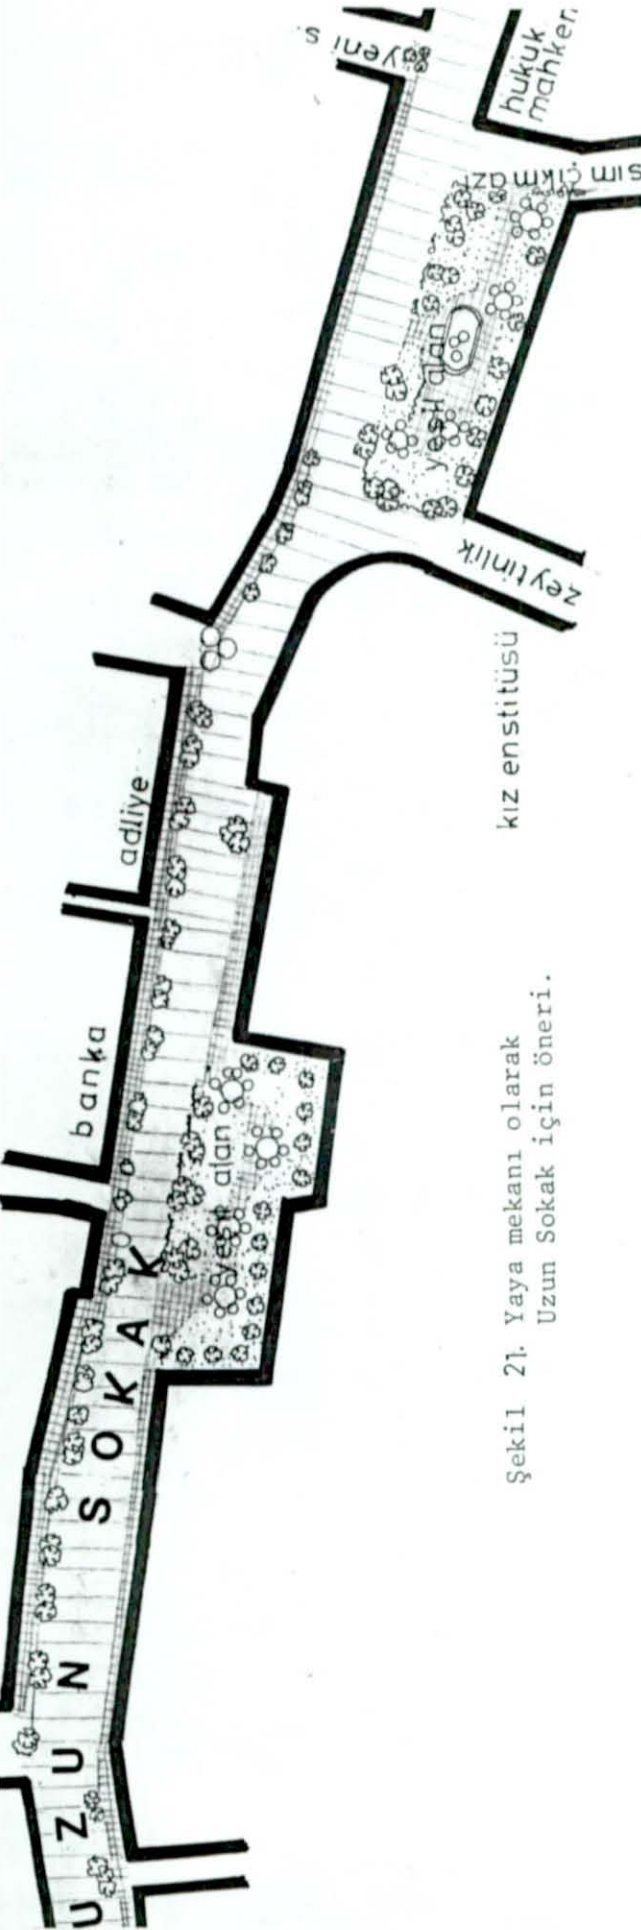 UZUN SOKAK
banka
adliye
yeşil alan
yeşil alan
kız enstitüsü
zeytinlik
yeni s.
sım çıkmazı
hukuk
mahkem
Şekil 21. Yaya mekanı olarak
Uzun Sokak için öneri.